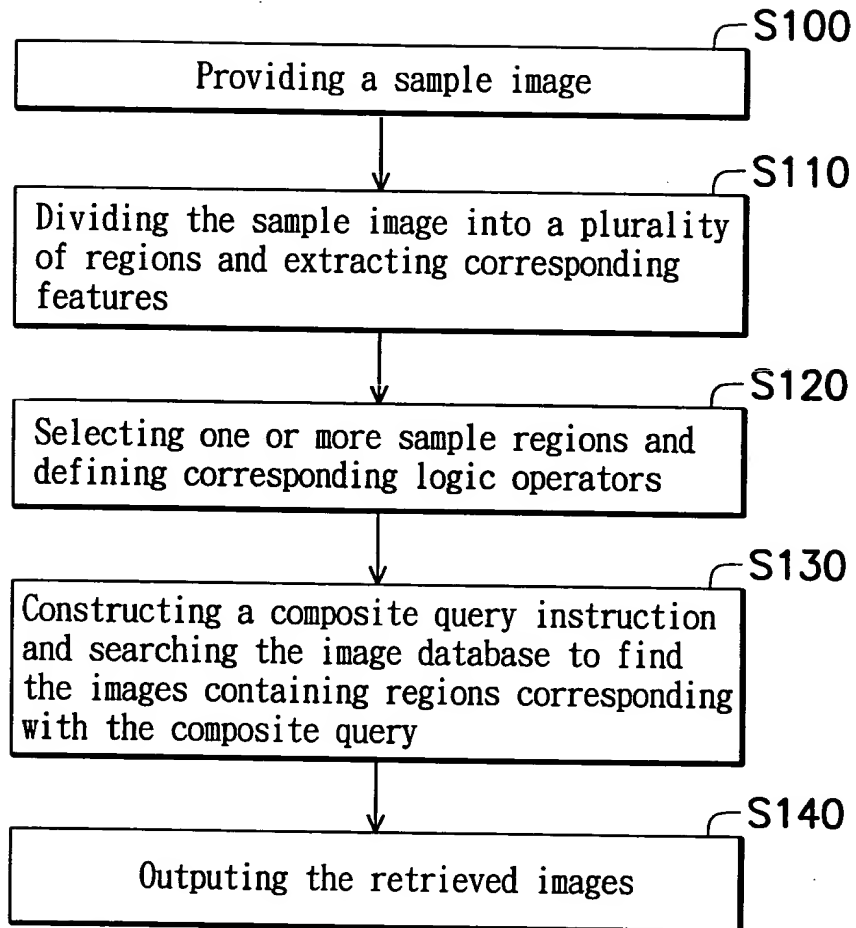 S100
Providing a sample image
S110
Dividing the sample image into a plurality
of regions and extracting corresponding
features
S120
Selecting one or more sample regions and
defining corresponding logic operators
S130
Constructing a composite query instruction
and searching the image database to find
the images containing regions corresponding
with the composite query
S140
Outputing the retrieved images